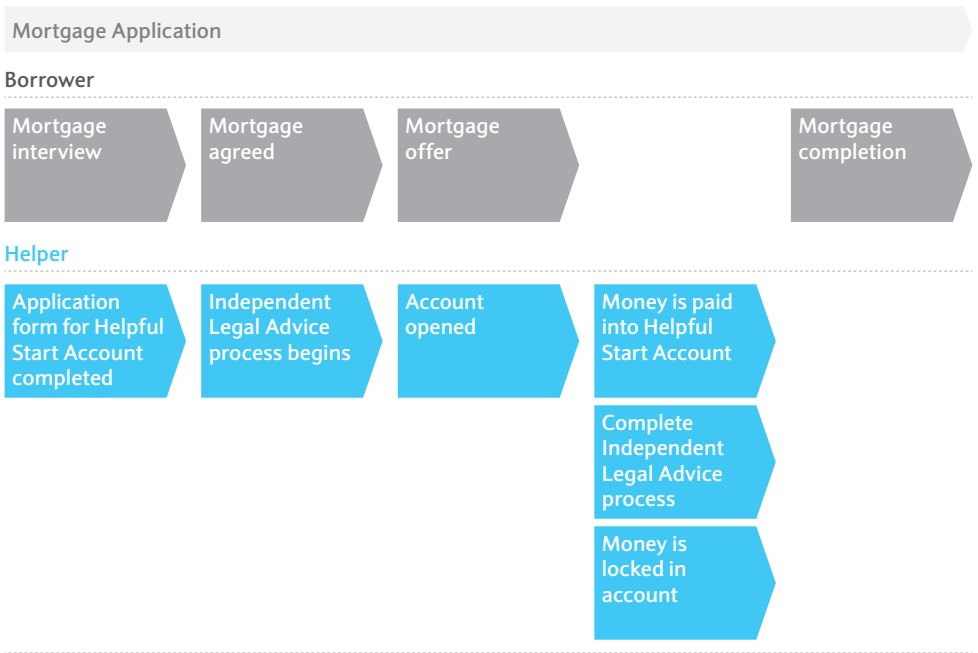 Mortgage Application
Borrower
Mortgage
interview
Mortgage
agreed
Mortgage
offer
Mortgage
completion
Helper
Application
form for Helpful
Start Account
completed
Independent
Legal Advice
process begins
Account
opened
Money is paid
into Helpful
Start Account
Complete
Independent
Legal Advice
process
Money is
locked in
account